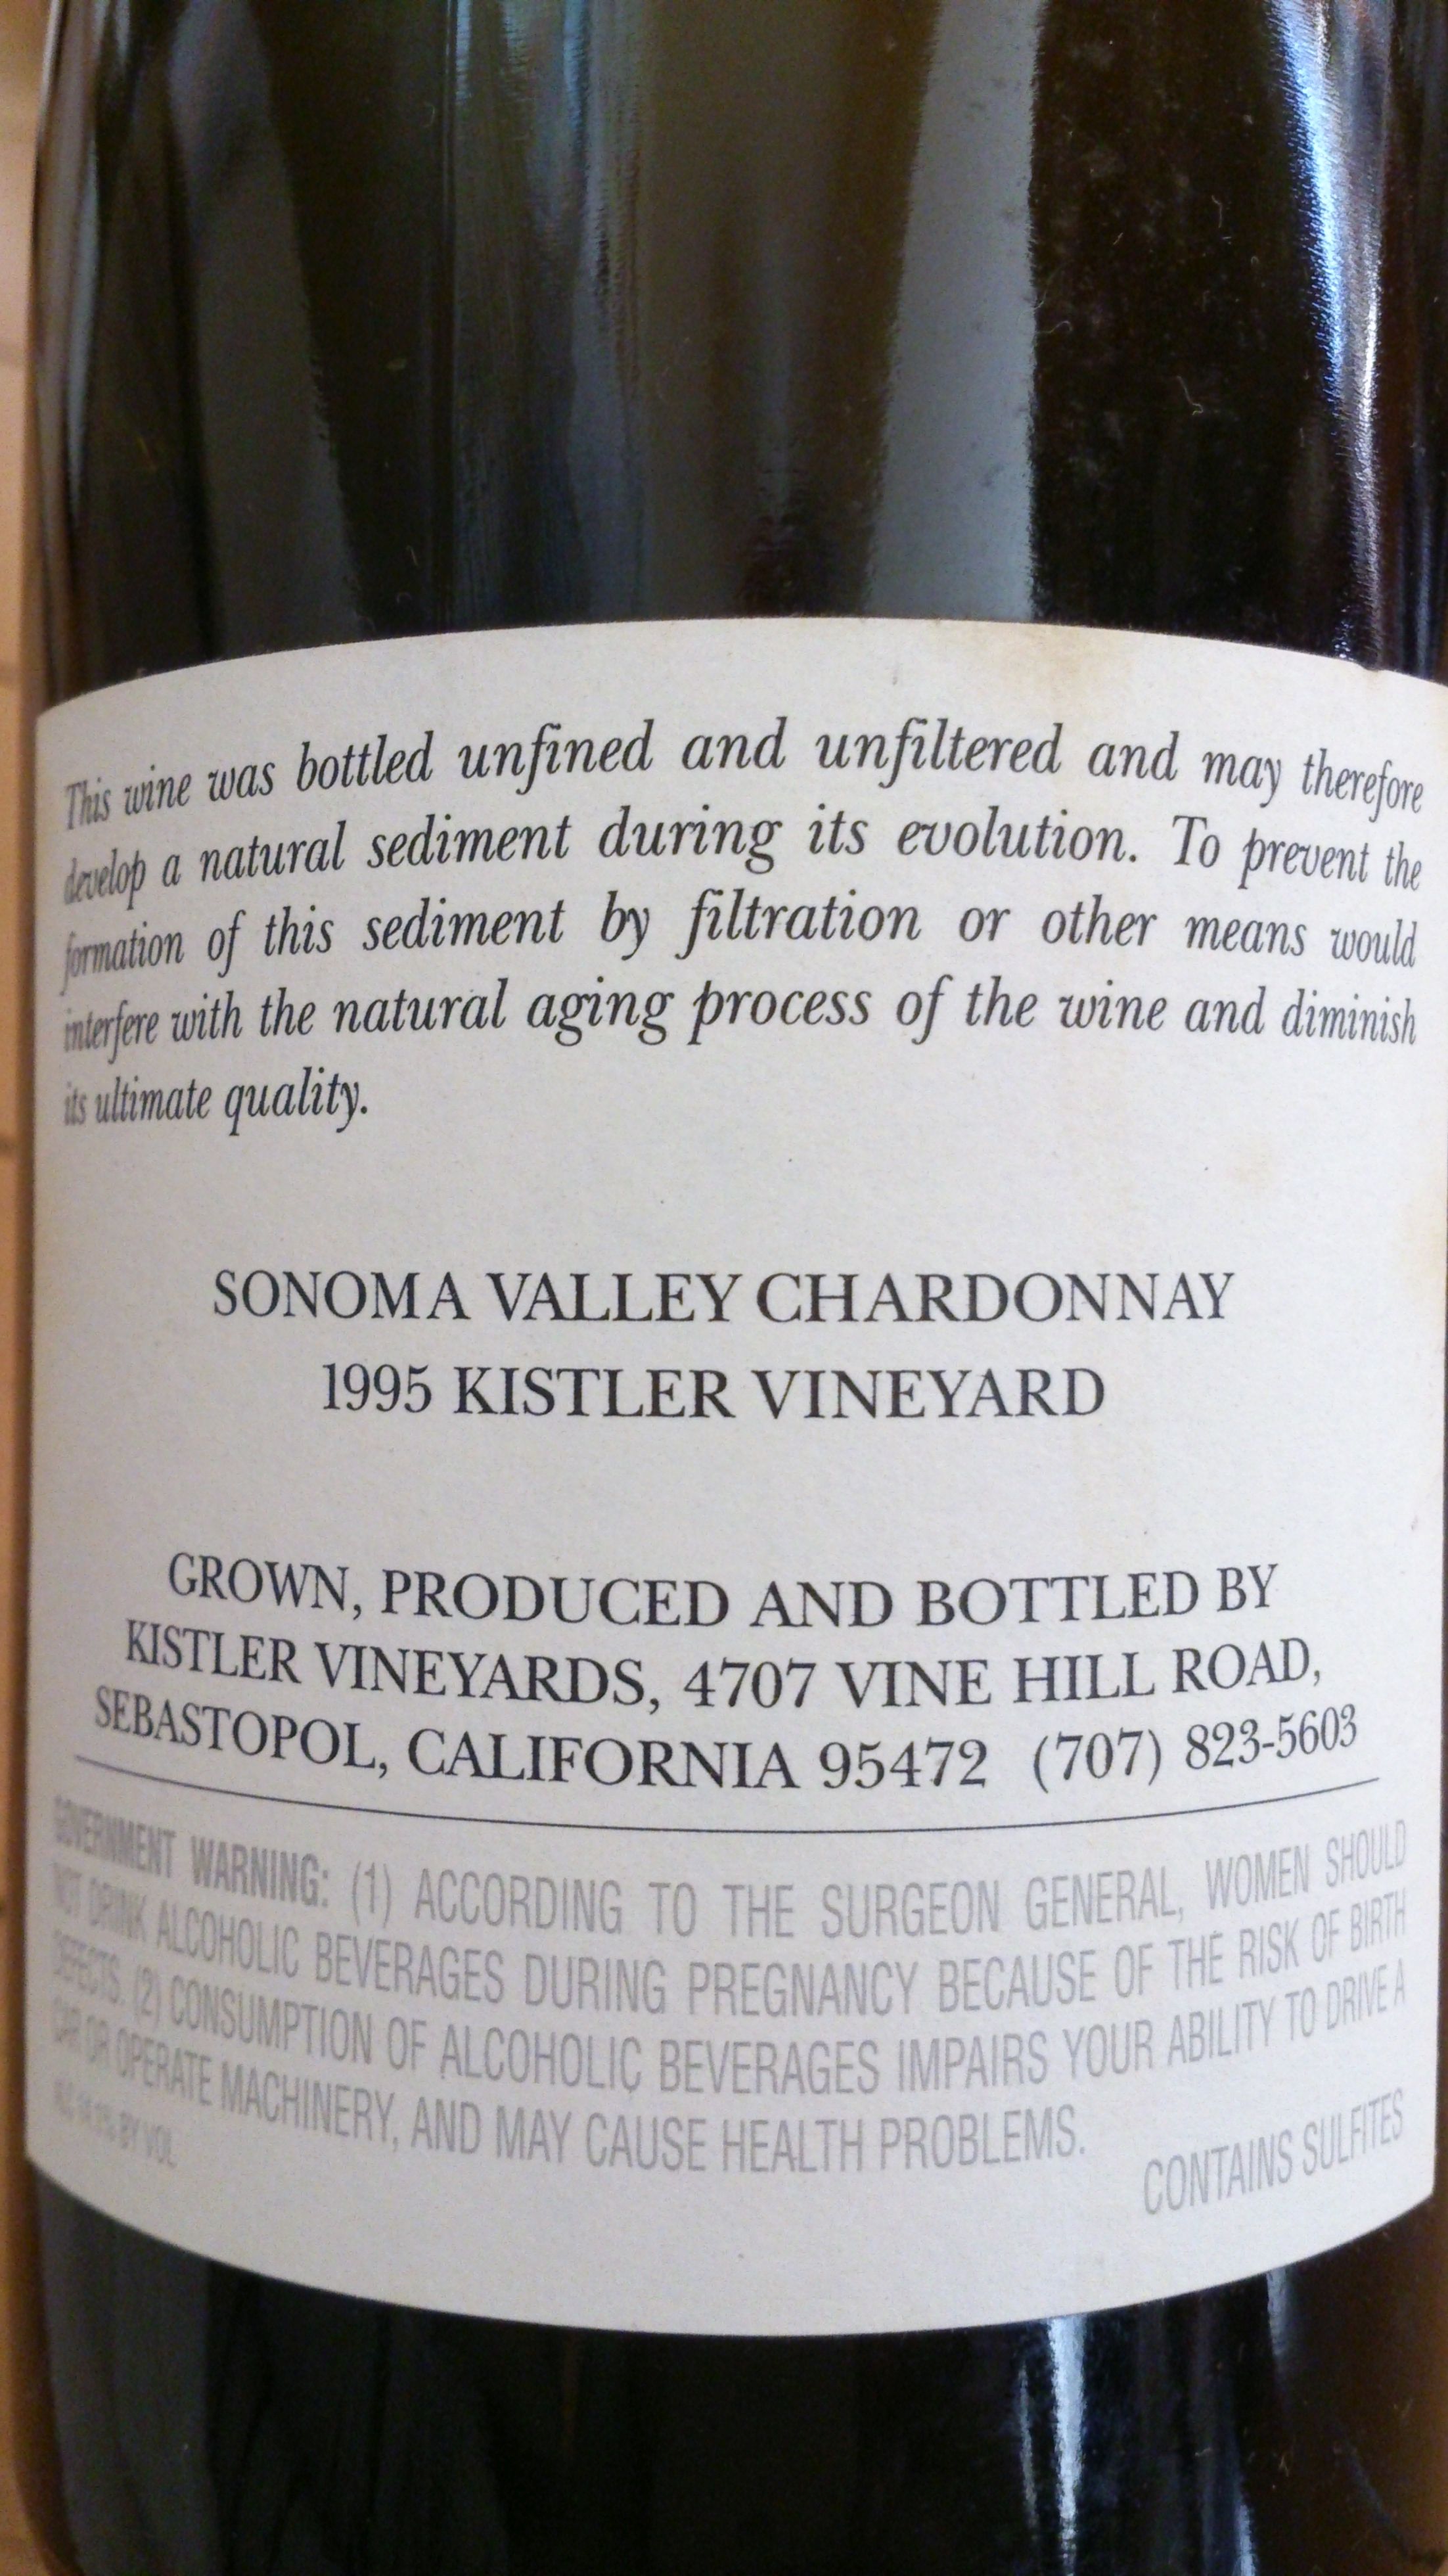 This wine was bottled unfined and unfiltered and may therefore
develop a natural sediment during its evolution. To prevent the
formation of this sediment by filtration or other means would
interfere with the natural aging process of the wine and diminish
its ultimate quality.
SONOMA VALLEY CHARDONNAY
1995 KISTLER VINEYARD
GROWN, PRODUCED AND BOTTLED BY
KISTLER VINEYARDS, 4707 VINE HILL ROAD,
SEBASTOPOL, CALIFORNIA 95472 (707) 823-5603
GOVERNMENT WARNING: (1) ACCORDING TO THE SURGEON GENERAL, WOMEN SHOULD
NOT DRINK ALCOHOLIC BEVERAGES DURING PREGNANCY BECAUSE OF THE RISK OF BIRTH
DEFECTS. (2) CONSUMPTION OF ALCOHOLIC BEVERAGES IMPAIRS YOUR ABILITY TO DRIVE A
CAR OR OPERATE MACHINERY, AND MAY CAUSE HEALTH PROBLEMS.
BY VOL
CONTAINS SULFITES